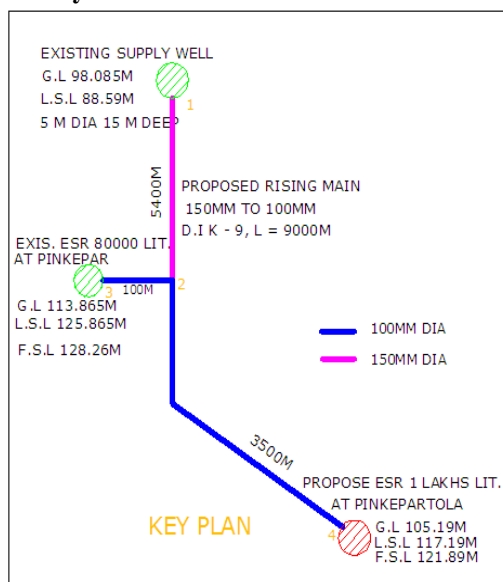 EXISTING SUPPLY WELL
G.L 98.085M
L.S.L 88.59M
5 M DIA 15 M DEEP
1
5400M
PROPOSED RISING MAIN
150MM TO 100MM
D.I K - 9, L = 9000M
EXIS. ESR 80000 LIT.
AT PINKEPAR
100M
2
3
G.L 113.865M
L.S.L 125.865M
F.S.L 128.26M
100MM DIA
150MM DIA
3500M
PROPOSE ESR 1 LAKHS LIT.
AT PINKEPARTOLA
4
G.L 105.19M
L.S.L 117.19M
F.S.L 121.89M
KEY PLAN